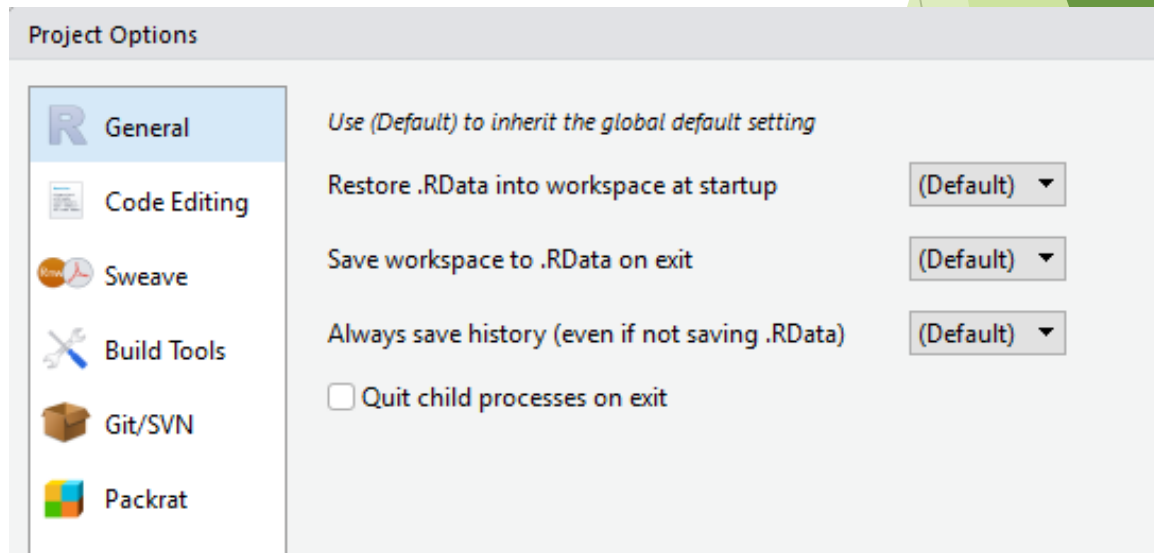 Project Options
R General
Use (Default) to inherit the global default setting
Restore .RData into workspace at startup (Default)
Code Editing
Save workspace to .RData on exit (Default)
Rnw Sweave
Always save history (even if not saving .RData) (Default)
Build Tools
Quit child processes on exit
Git/SVN
Packrat